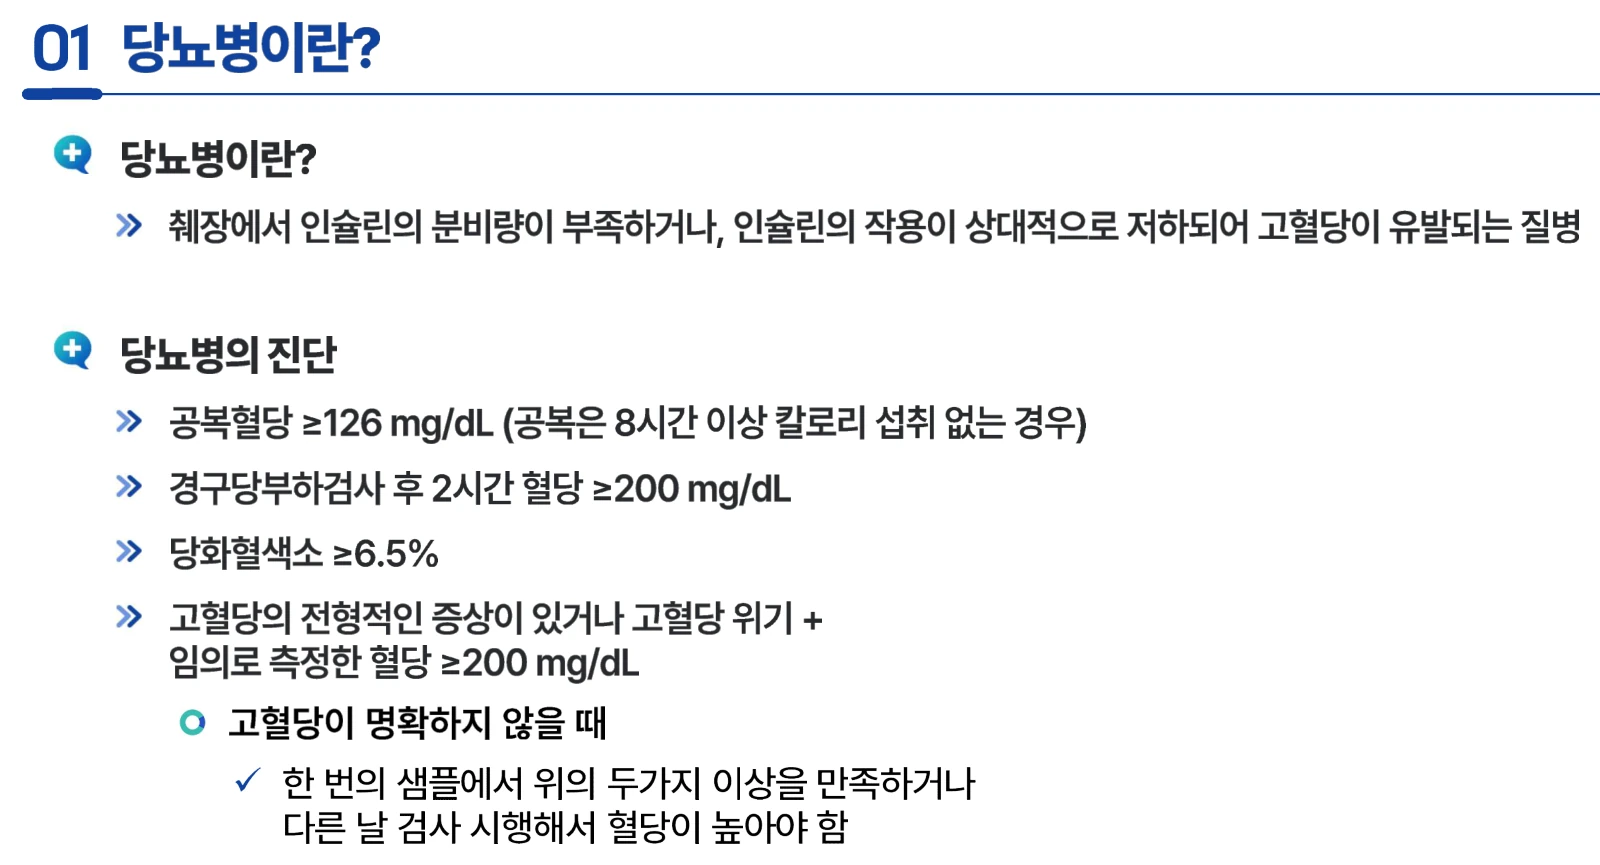 01 당뇨병이란?
당뇨병이란?
췌장에서 인슐린의 분비량이 부족하거나, 인슐린의 작용이 상대적으로 저하되어 고혈당이 유발되는 질병
당뇨병의 진단
공복혈당 ≥126 mg/dL (공복은 8시간 이상 칼로리 섭취 없는 경우)
경구당부하검사 후 2시간 혈당 ≥200 mg/dL
당화혈색소 ≥6.5%
고혈당의 전형적인 증상이 있거나 고혈당 위기 +
임의로 측정한 혈당 ≥200 mg/dL
고혈당이 명확하지 않을 때
한 번의 샘플에서 위의 두가지 이상을 만족하거나
다른 날 검사 시행해서 혈당이 높아야 함